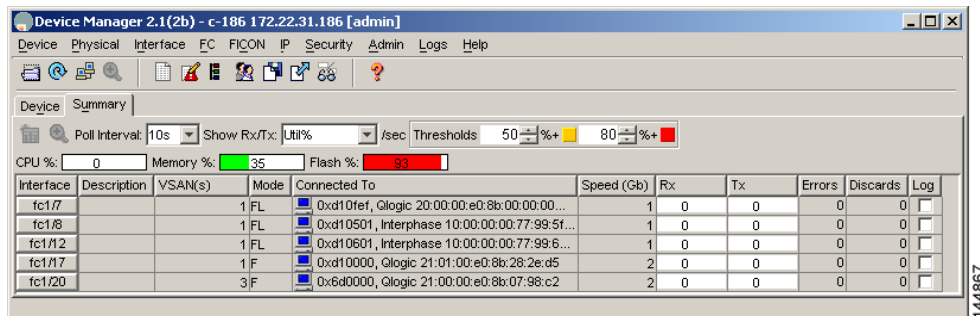 Device Manager 2.1(2b) - c-186 172.22.31.186 [admin]
Device Physical Interface FC FICON IP Security Admin Logs Help
Device Summary
Poll Interval: 10s Show Rx/Tx: Util% /sec Thresholds 50 %+ 80 %+
CPU %: 0 Memory %: 35 Flash %: 93
Interface Description VSAN(s) Mode Connected To Speed (Gb) Rx Tx Errors Discards Log
fc1/7 1 FL 0xd10fef, Qlogic 20:00:00:e0:8b:00:00:00... 1 0 0 0 0
fc1/8 1 FL 0xd10501, Interphase 10:00:00:00:77:99:5f... 1 0 0 0 0
fc1/12 1 FL 0xd10601, Interphase 10:00:00:00:77:99:6... 1 0 0 0 0
fc1/17 1 F 0xd10000, Qlogic 21:01:00:e0:8b:28:2e:d5 2 0 0 0 0
fc1/20 3 F 0x6d0000, Qlogic 21:00:00:e0:8b:07:98:c2 2 0 0 0 0